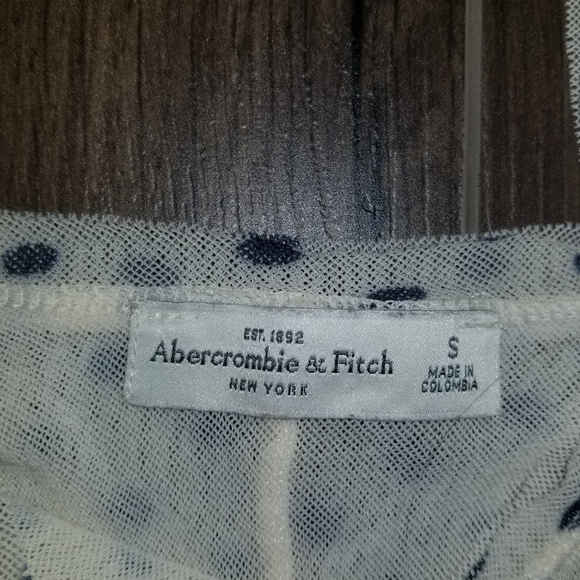 EST. 1892
Abercrombie & Fitch
NEW YORK
S
MADE IN
COLOMBIA